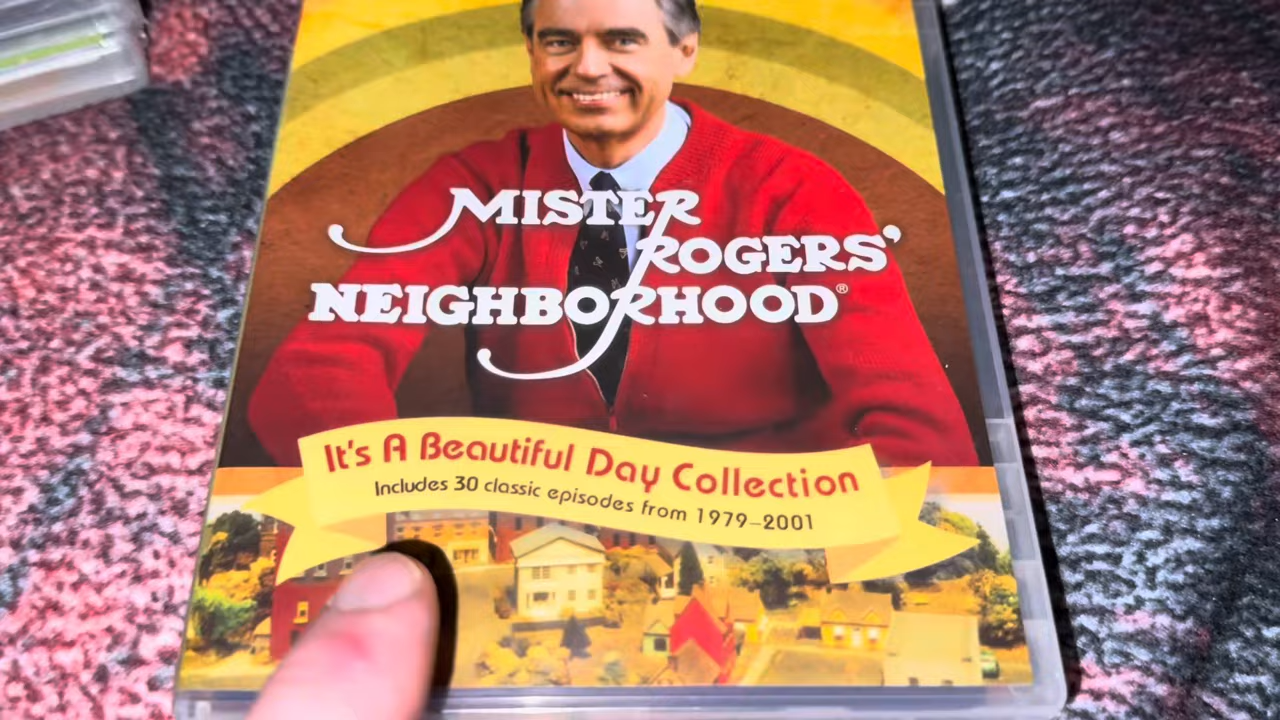 MISTER
ROGERS'
NEIGHBORHOOD®
It's A Beautiful Day Collection
Includes 30 classic episodes from 1979–2001